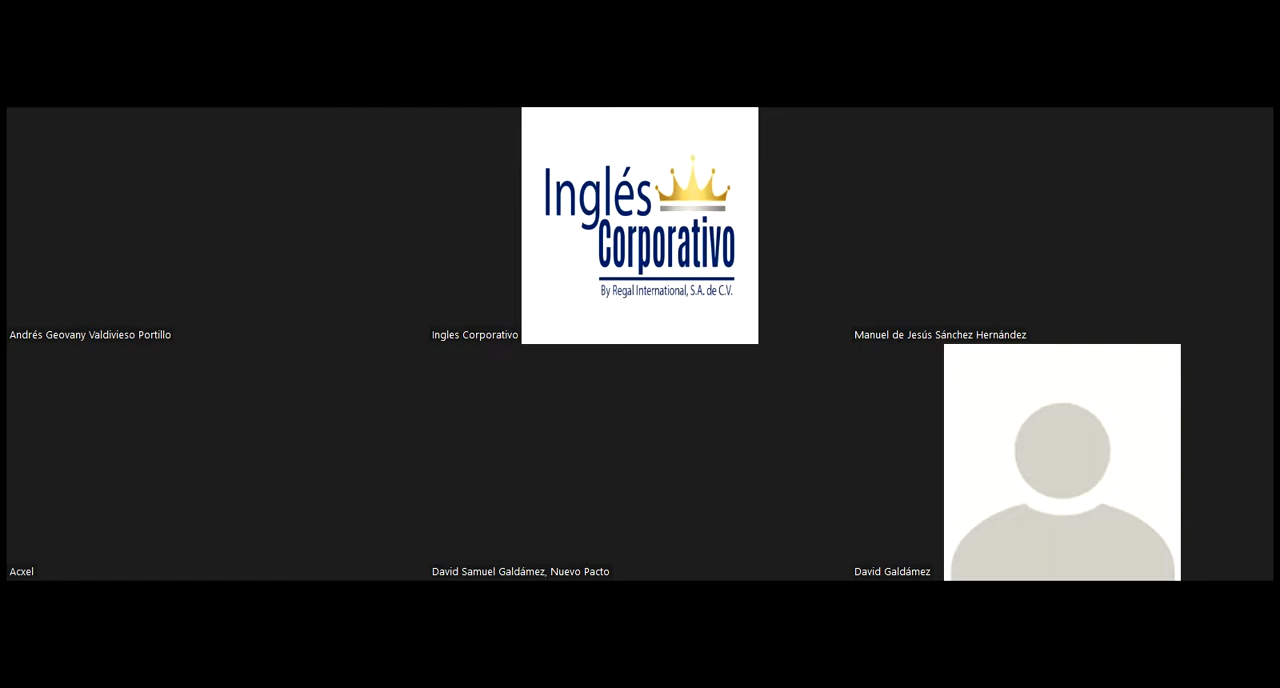 Inglés
Corporativo
By Regal International, S.A. de C.V.
Andrés Geovany Valdivieso Portillo
Ingles Corporativo
Manuel de Jesús Sánchez Hernández
Acxel
David Samuel Galdámez, Nuevo Pacto
David Galdámez